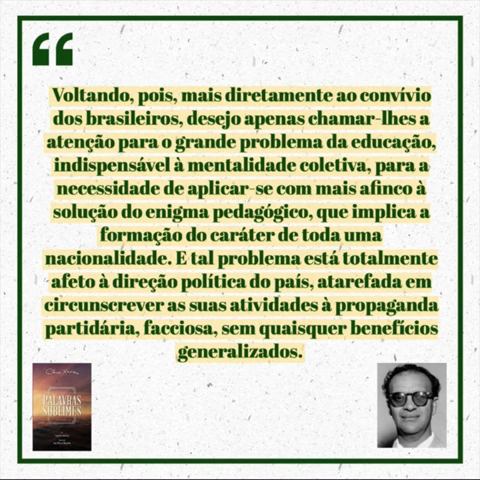 “
Voltando, pois, mais diretamente ao convívio
dos brasileiros, desejo apenas chamar-lhes a
atenção para o grande problema da educação,
indispensável à mentalidade coletiva, para a
necessidade de aplicar-se com mais afinco à
solução do enigma pedagógico, que implica a
formação do caráter de toda uma
nacionalidade. E tal problema está totalmente
afeto à direção política do país, atarefada em
circunscrever as suas atividades à propaganda
partidária, facciosa, sem quaisquer benefícios
generalizados.
Chico Xavier
PALAVRAS
SUBLIMES